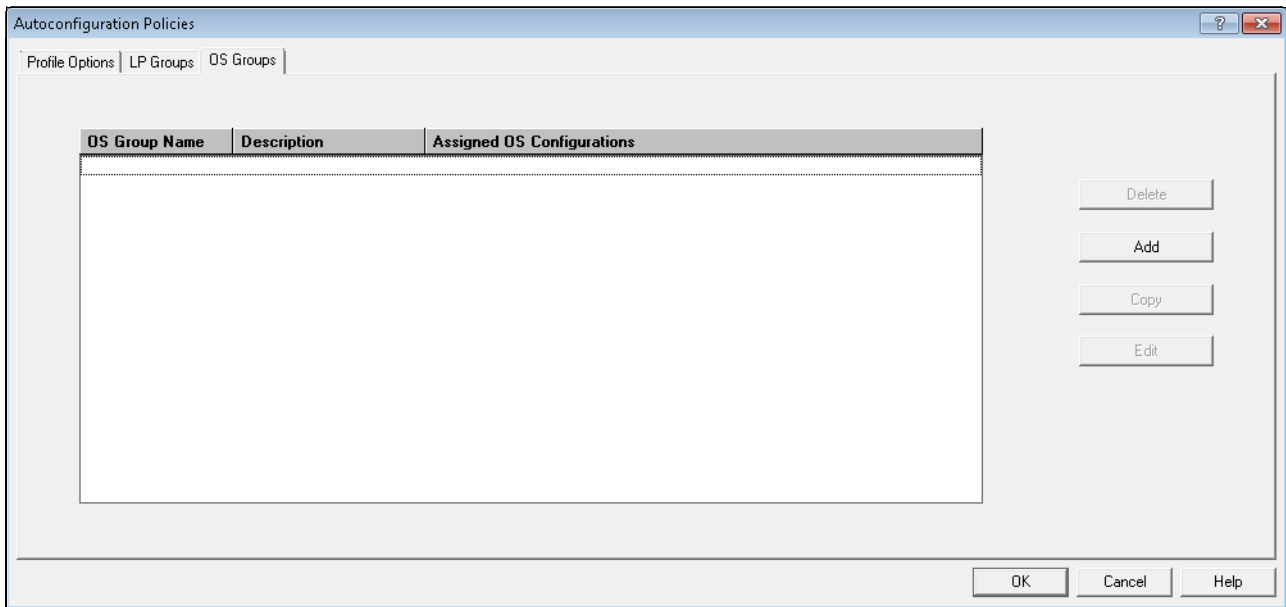 Autoconfiguration Policies
Profile Options LP Groups OS Groups
OS Group Name Description Assigned OS Configurations
Delete
Add
Copy
Edit
OK Cancel Help